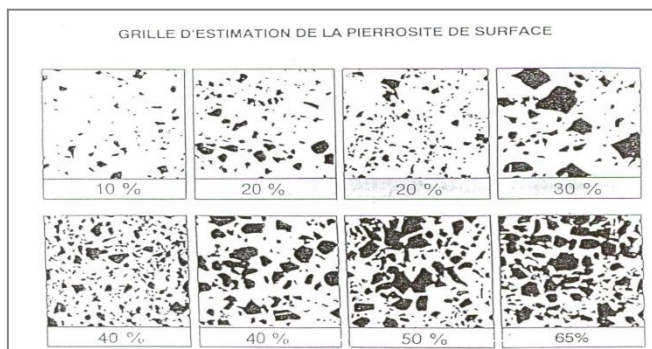 GRILLE D'ESTIMATION DE LA PIERROSITE DE SURFACE
10 % 20 % 20 % 30 %
40 % 40 % 50 % 65%